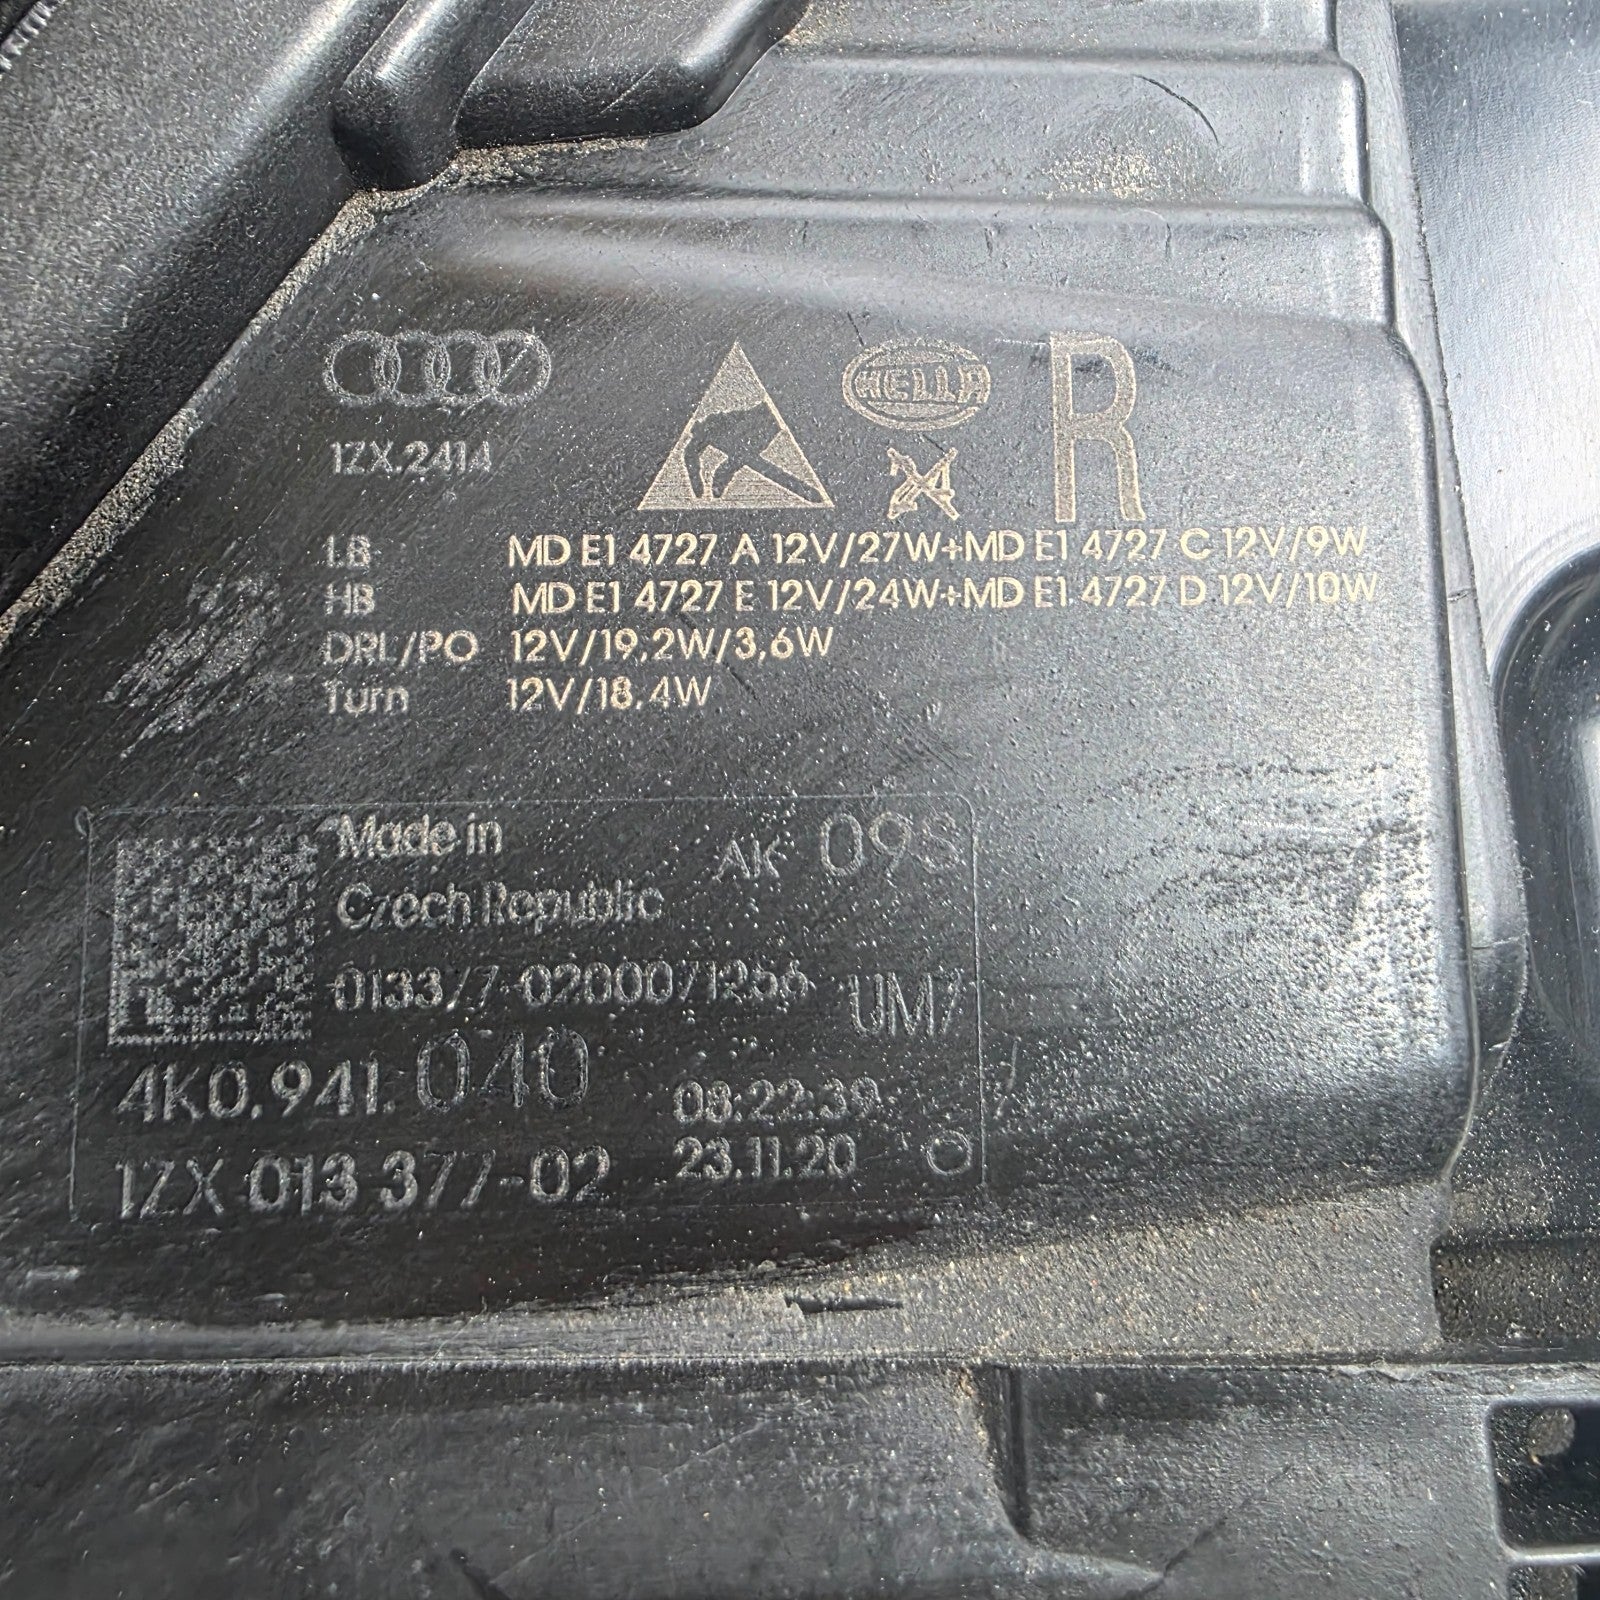 HELLA
R
1ZX.2414
LB MD E1 4727 A 12V/27W+MD E1 4727 C 12V/9W
HB MD E1 4727 E 12V/24W+MD E1 4727 D 12V/10W
DRL/PO 12V/19,2W/3,6W
Turn 12V/18,4W
Made in
Czech Republic
AK 09S
0133/7-02000/1256 UM7
4K0.941.040
08:22:39
1ZX 013 377-02
23.11.20